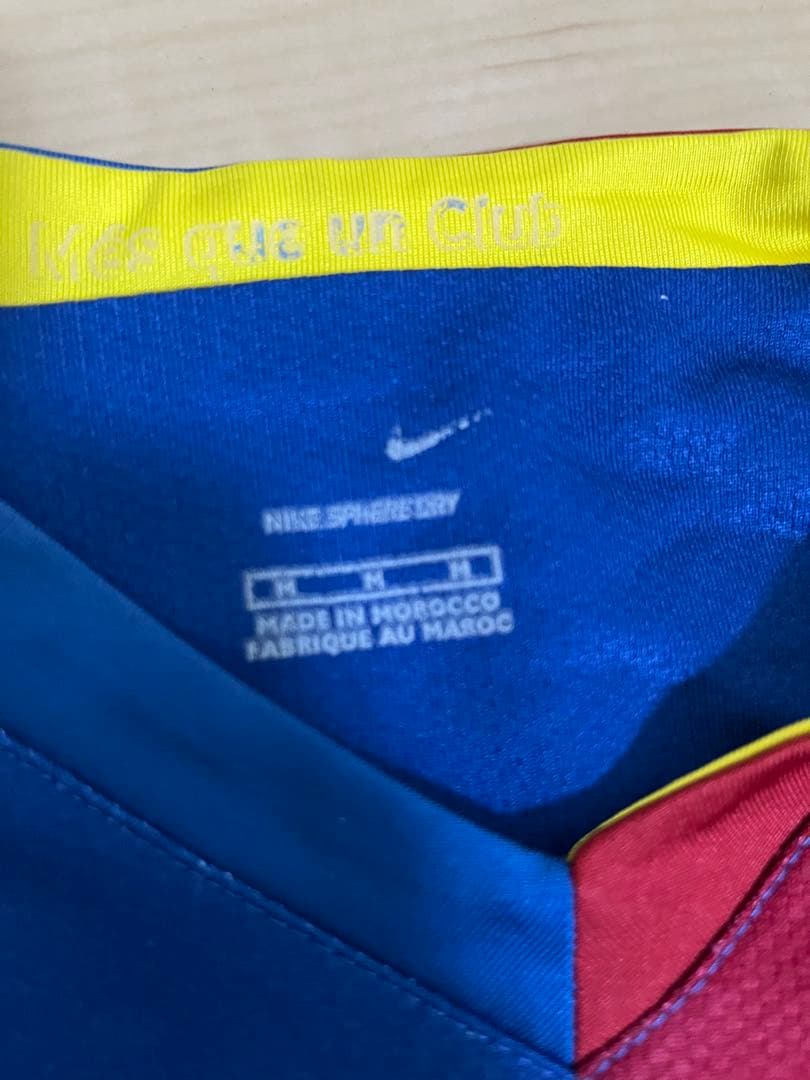 Més que un Club
NIKE SPHERE DRY
M M M
MADE IN MOROCCO
FABRIQUE AU MAROC